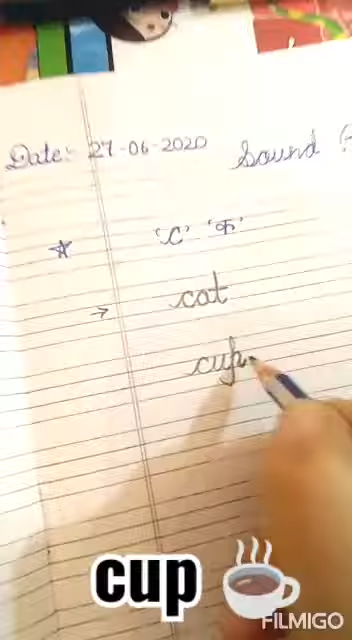 Date:- 27-06-2020 Sound
'C' 'क'
→ cat
cup
cup
FILMIGO